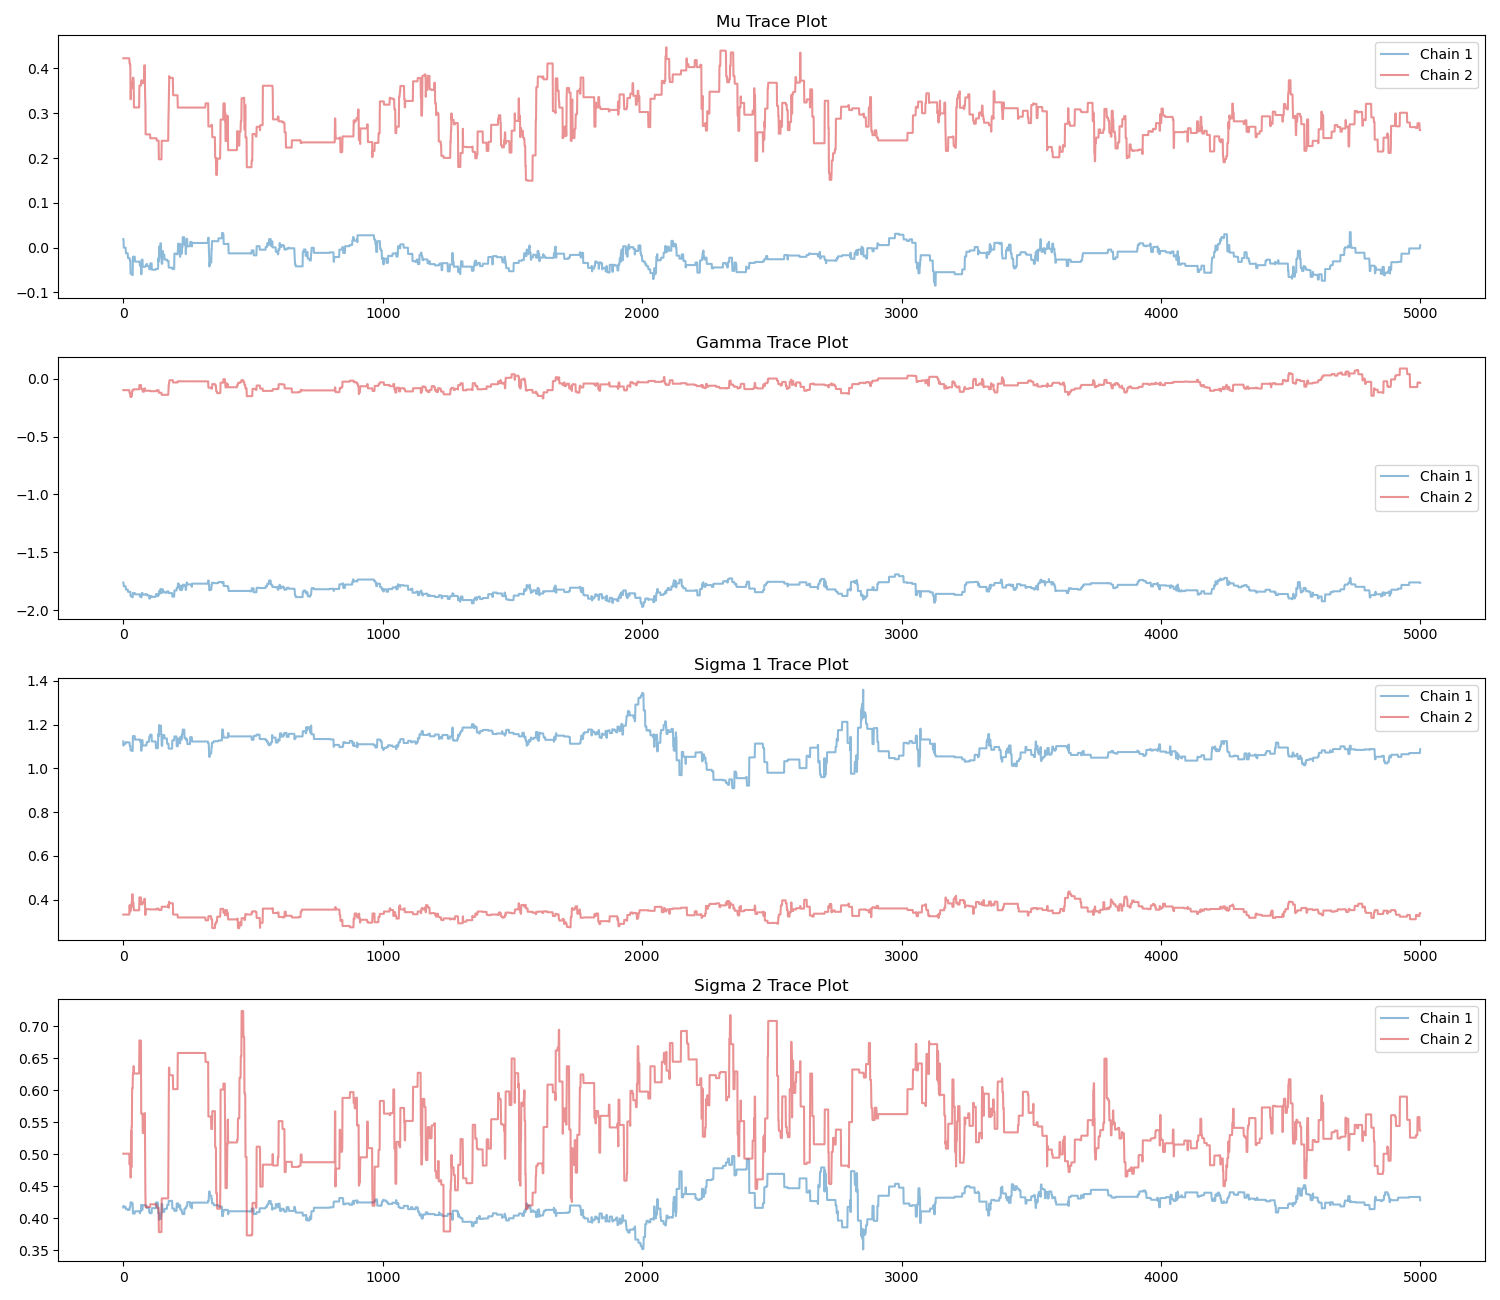 Mu Trace Plot
Chain 1
Chain 2
0.4
0.3
0.2
0.1
0.0
−0.1
0 1000 2000 3000 4000 5000
Gamma Trace Plot
0.0
−0.5
−1.0
−1.5
−2.0
Chain 1
Chain 2
0 1000 2000 3000 4000 5000
Sigma 1 Trace Plot
1.4
1.2
1.0
0.8
0.6
0.4
Chain 1
Chain 2
0 1000 2000 3000 4000 5000
Sigma 2 Trace Plot
Chain 1
Chain 2
0.70
0.65
0.60
0.55
0.50
0.45
0.40
0.35
0 1000 2000 3000 4000 5000